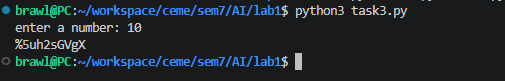 brawl@PC:~/workspace/ceme/sem7/AI/lab1$ python3 task3.py
enter a number: 10
%5uh2sGVgX
brawl@PC:~/workspace/ceme/sem7/AI/lab1$